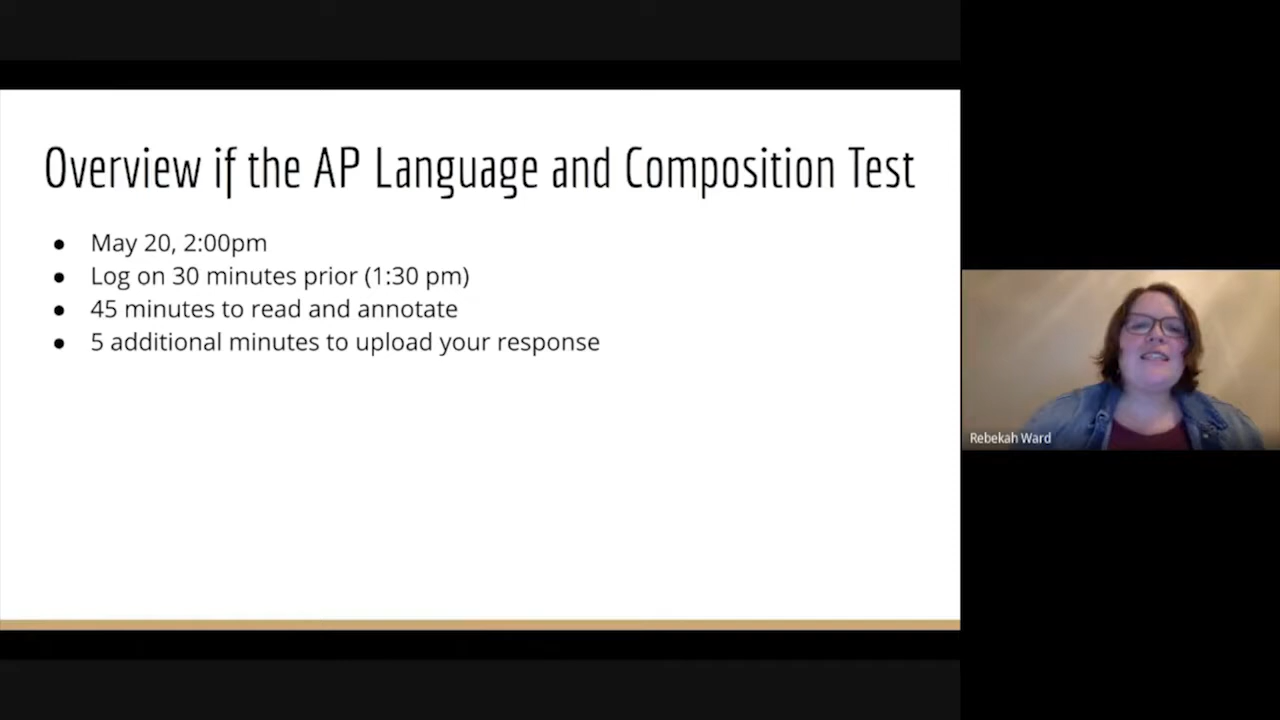 Overview if the AP Language and Composition Test
● May 20, 2:00pm
● Log on 30 minutes prior (1:30 pm)
● 45 minutes to read and annotate
● 5 additional minutes to upload your response
Rebekah Ward